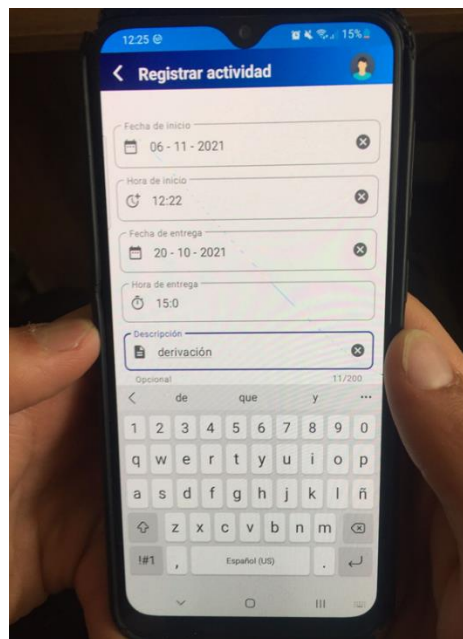 12:25 15%
Registrar actividad
Fecha de inicio
06 - 11 - 2021
Hora de inicio
12:22
Fecha de entrega
20 - 10 - 2021
Hora de entrega
15:0
Descripción
derivación
Opcional 11/200
de que y ...
1 2 3 4 5 6 7 8 9 0
q w e r t y u i o p
a s d f g h j k l ñ
z x c v b n m
!#1 , Español (US) .